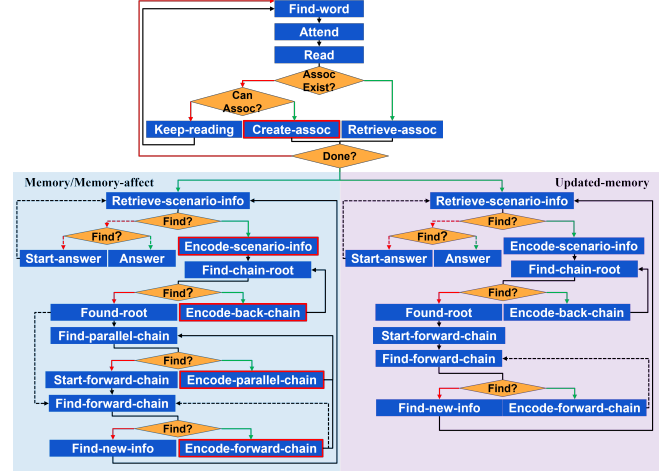 Find-word
Attend
Read
Assoc
Exist?
Can
Assoc?
Keep-reading
Create-assoc
Retrieve-assoc
Done?
Memory/Memory-affect
Retrieve-scenario-info
Find?
Find?
Start-answer
Answer
Encode-scenario-info
Find-chain-root
Find?
Found-root
Encode-back-chain
Find-parallel-chain
Find?
Start-forward-chain
Encode-parallel-chain
Find-forward-chain
Find?
Find-new-info
Encode-forward-chain
Updated-memory
Retrieve-scenario-info
Find?
Find?
Start-answer
Answer
Encode-scenario-info
Find-chain-root
Find?
Found-root
Encode-back-chain
Start-forward-chain
Find-forward-chain
Find?
Find-new-info
Encode-forward-chain